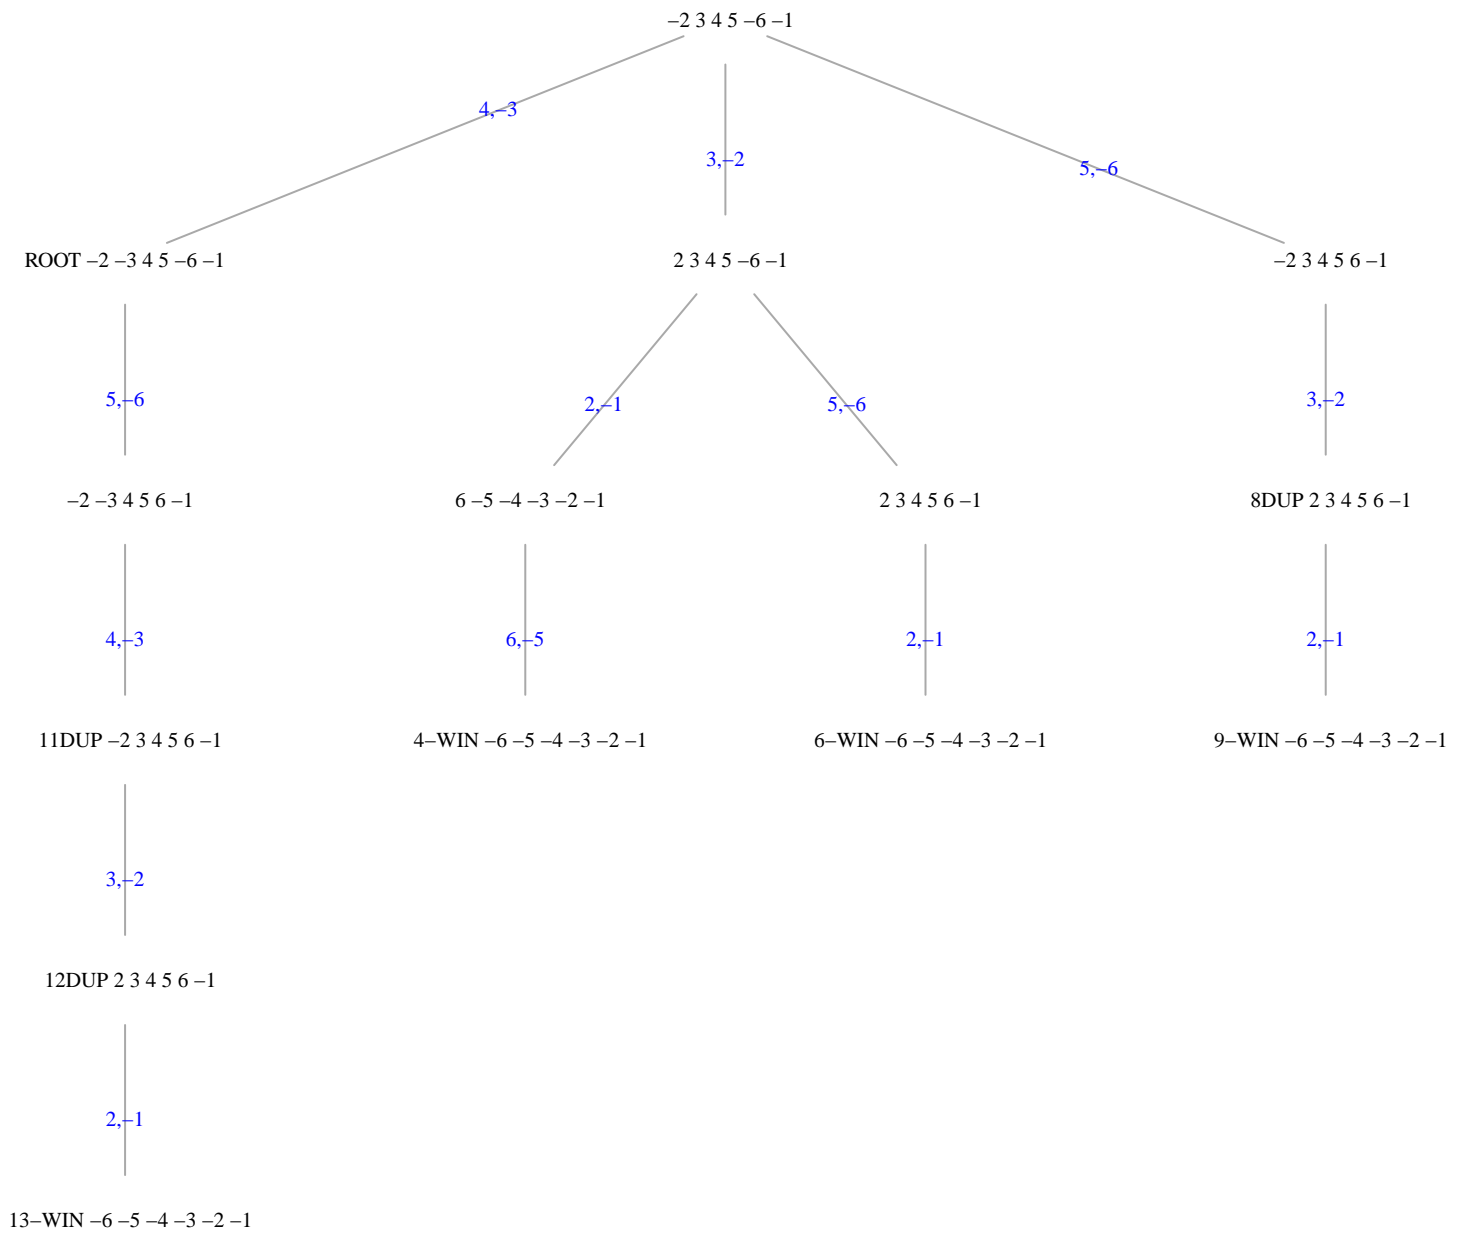 –2 3 4 5 –6 –1
4,–3
3,–2
5,–6
ROOT –2 –3 4 5 –6 –1
2 3 4 5 –6 –1
–2 3 4 5 6 –1
5,–6
2,–1
5,–6
3,–2
–2 –3 4 5 6 –1
6 –5 –4 –3 –2 –1
2 3 4 5 6 –1
8DUP 2 3 4 5 6 –1
4,–3
6,–5
2,–1
2,–1
11DUP –2 3 4 5 6 –1
4–WIN –6 –5 –4 –3 –2 –1
6–WIN –6 –5 –4 –3 –2 –1
9–WIN –6 –5 –4 –3 –2 –1
3,–2
12DUP 2 3 4 5 6 –1
2,–1
13–WIN –6 –5 –4 –3 –2 –1